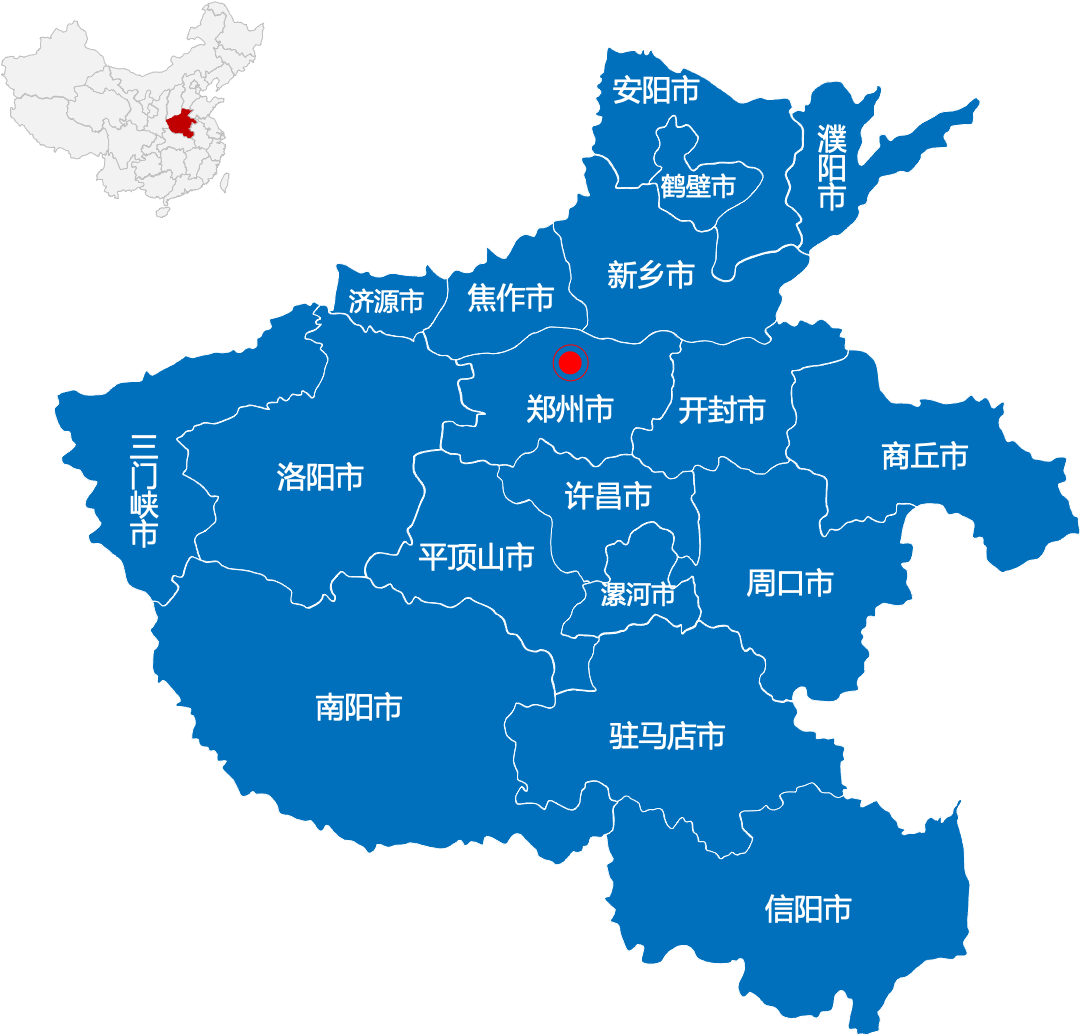 安阳市
濮阳市
鹤壁市
新乡市
济源市
焦作市
郑州市
开封市
商丘市
三门峡市
洛阳市
许昌市
平顶山市
周口市
漯河市
南阳市
驻马店市
信阳市